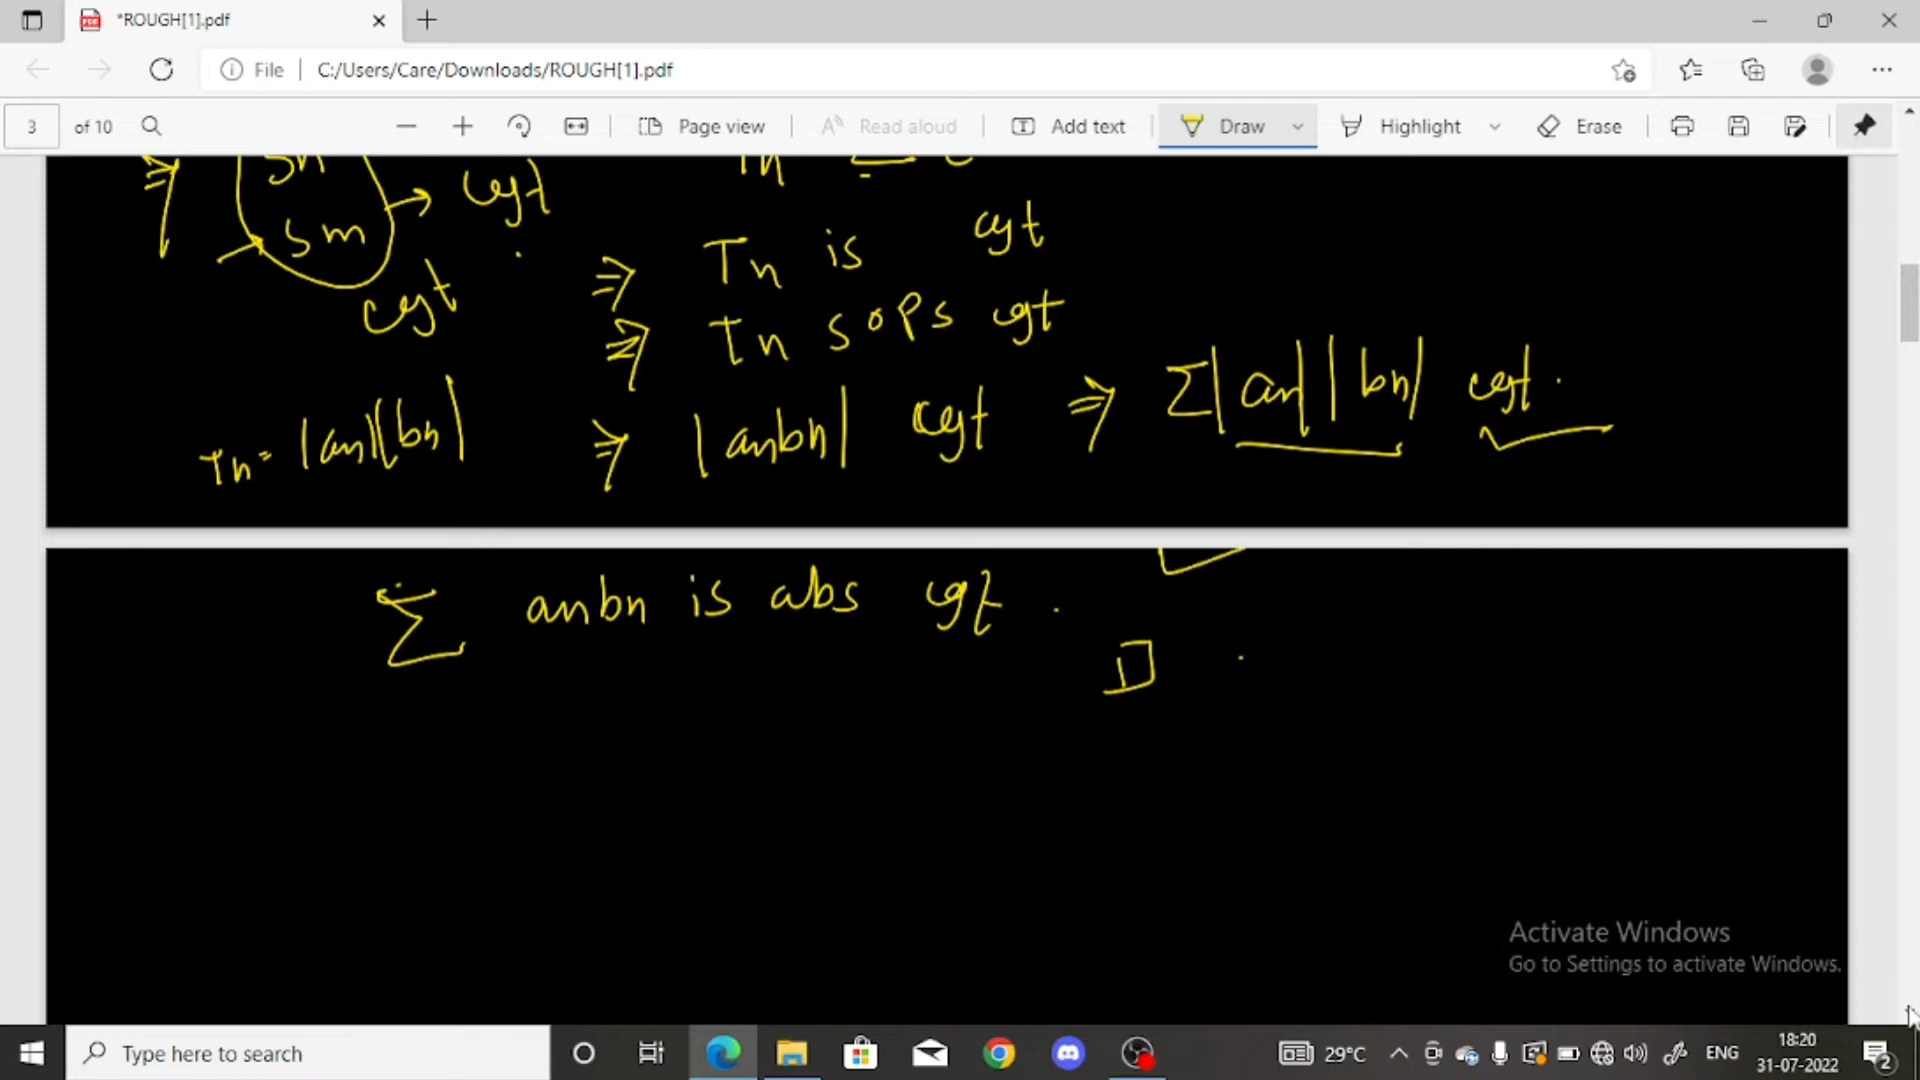 *ROUGH[1].pdf
File C:/Users/Care/Downloads/ROUGH[1].pdf
3 of 10 Page view Read aloud Add text Draw Highlight Erase
⇒ Sn → cgt Tn
Sm cgt
⇒ Tn is cgt
⇒ Tn SOPS cgt
Tn = |an||bn| ⇒ |anbn| cgt ⇒ Σ|an||bn| cgt.
Σ anbn is abs cgt.
Activate Windows
Go to Settings to activate Windows.
Type here to search 29°C ENG 18:20
31-07-2022 2